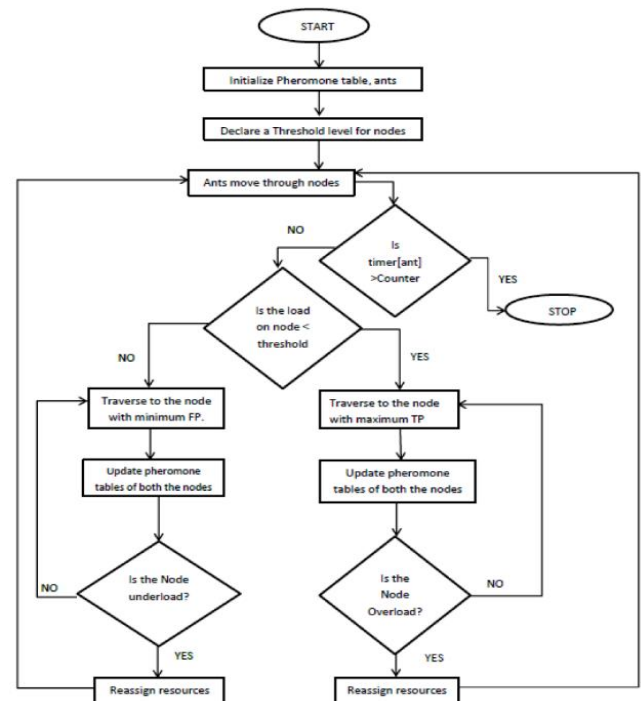 START
Initialize Pheromone table, ants
Declare a Threshold level for nodes
Ants move through nodes
NO
Is
timer[ant]
>Counter
YES
STOP
Is the load
on node <
threshold
NO
YES
Traverse to the node
with minimum FP.
Traverse to the node
with maximum TP
Update pheromone
tables of both the nodes
Update pheromone
tables of both the nodes
Is the Node
underload?
NO
Is the
Node
Overload?
NO
YES
YES
Reassign resources
Reassign resources